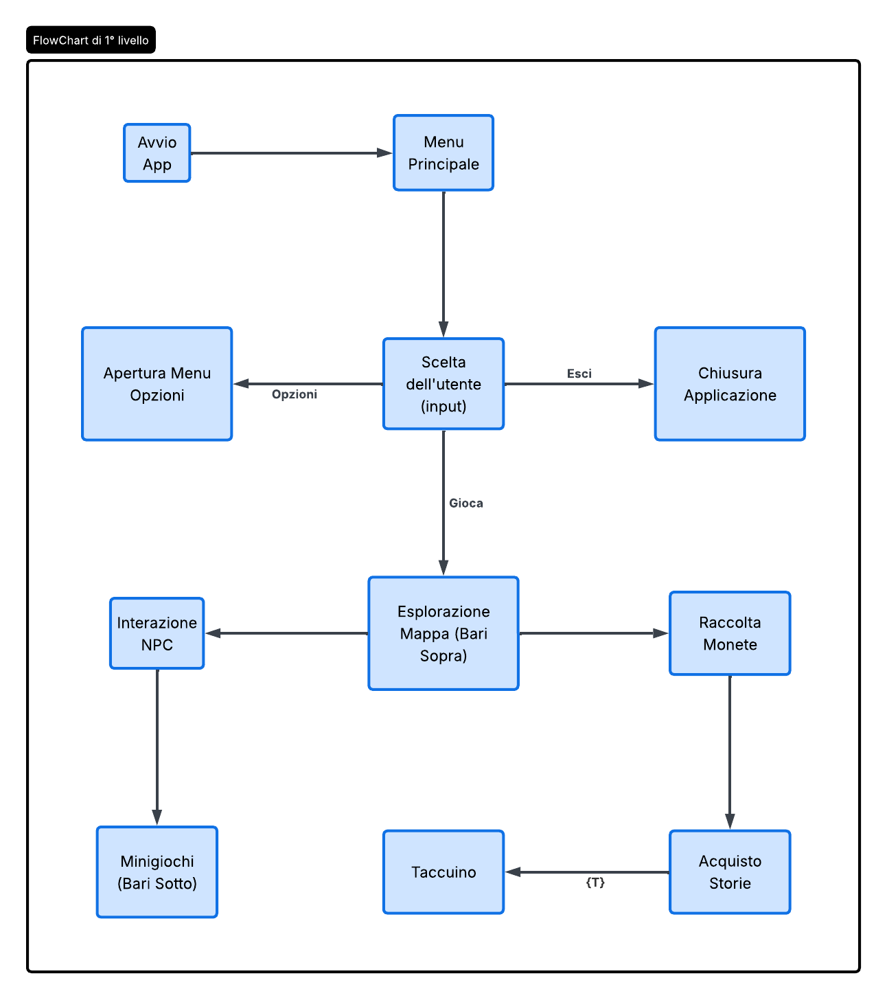 FlowChart di 1° livello
Avvio
App
Menu
Principale
Apertura Menu
Opzioni
Opzioni
Scelta
dell'utente
(input)
Esci
Chiusura
Applicazione
Gioca
Interazione
NPC
Esplorazione
Mappa (Bari
Sopra)
Raccolta
Monete
Minigiochi
(Bari Sotto)
Taccuino
{T}
Acquisto
Storie